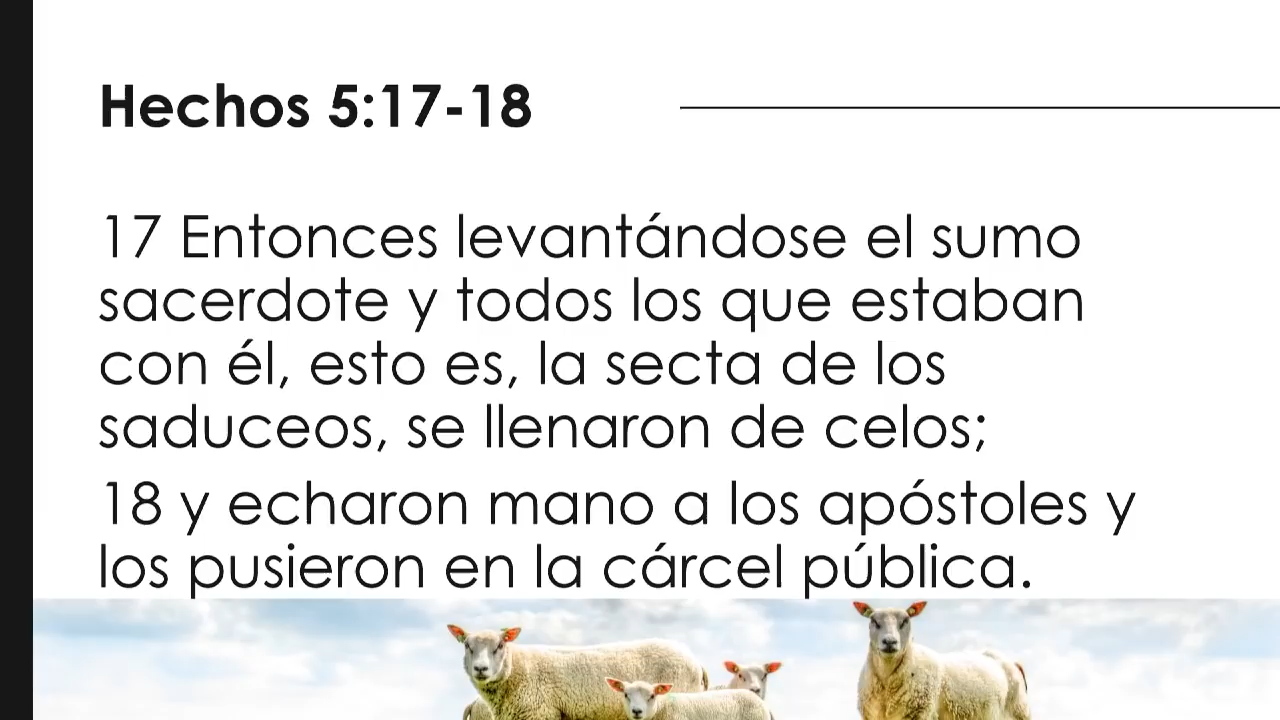 Hechos 5:17-18
17 Entonces levantándose el sumo
sacerdote y todos los que estaban
con él, esto es, la secta de los
saduceos, se llenaron de celos;
18 y echaron mano a los apóstoles y
los pusieron en la cárcel pública.